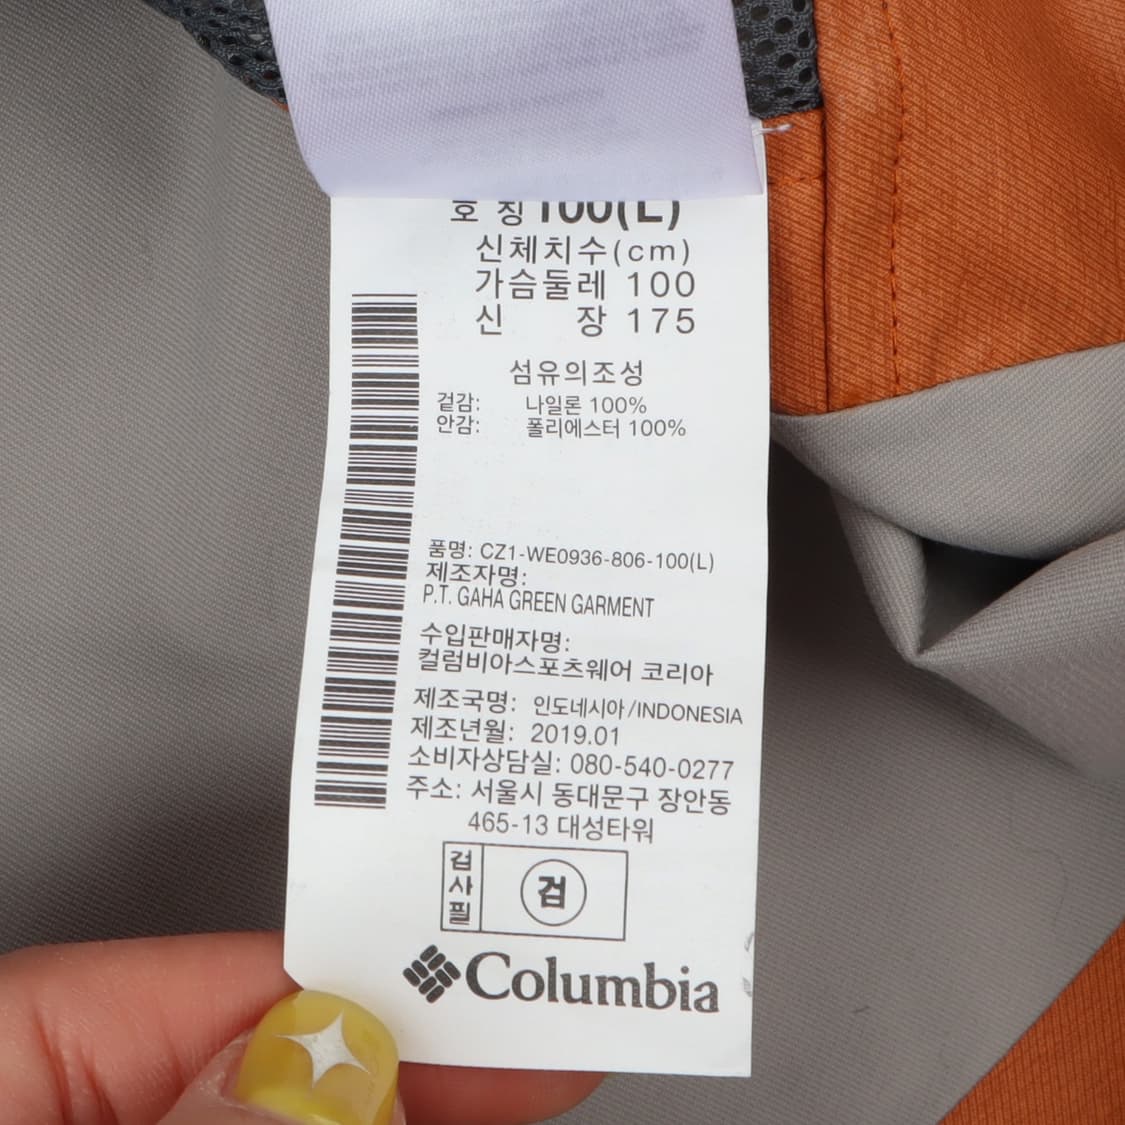 호 칭 100(L)
신체치수(cm)
가슴둘레 100
신 장 175
섬유의조성
겉감: 나일론 100%
안감: 폴리에스터 100%
품명: CZ1-WE0936-806-100(L)
제조자명:
P.T. GAHA GREEN GARMENT
수입판매자명:
컬럼비아스포츠웨어 코리아
제조국명: 인도네시아/INDONESIA
제조년월: 2019.01
소비자상담실: 080-540-0277
주소: 서울시 동대문구 장안동
465-13 대성타워
검사필 검
Columbia